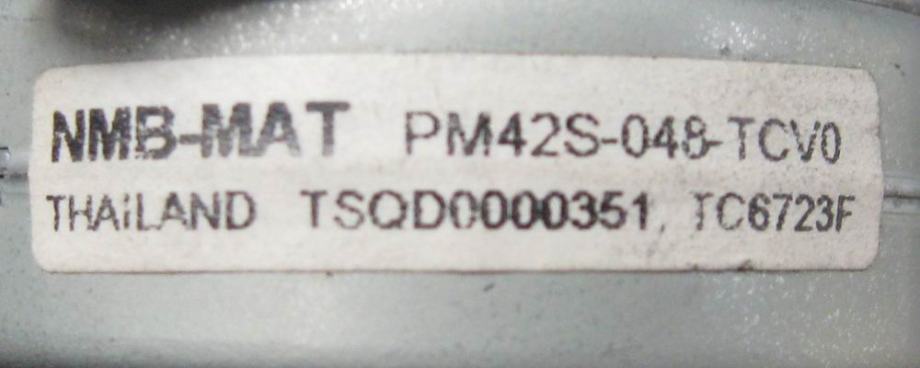 NMB-MAT PM42S-048-TCV0
THAILAND TSQD0000351, TC6723F